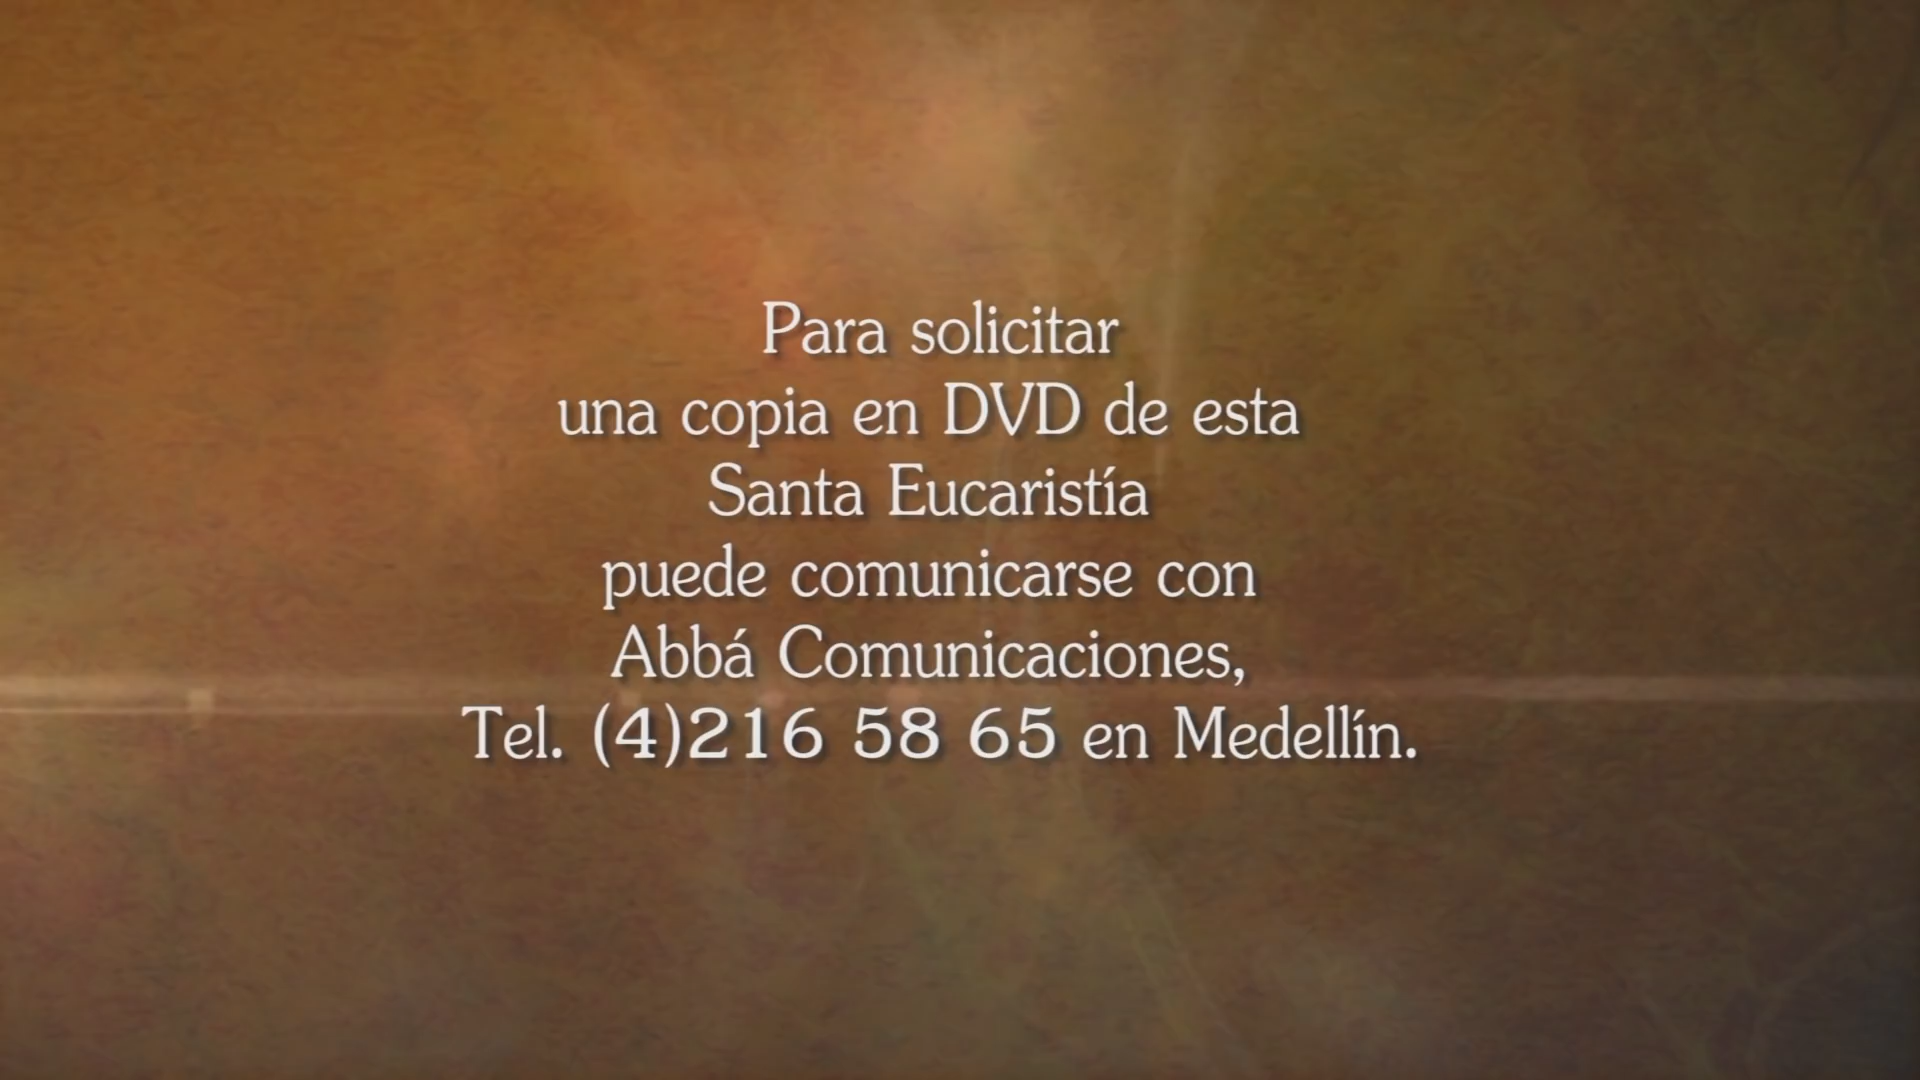 Para solicitar
una copia en DVD de esta
Santa Eucaristía
puede comunicarse con
Abbá Comunicaciones,
Tel. (4)216 58 65 en Medellín.